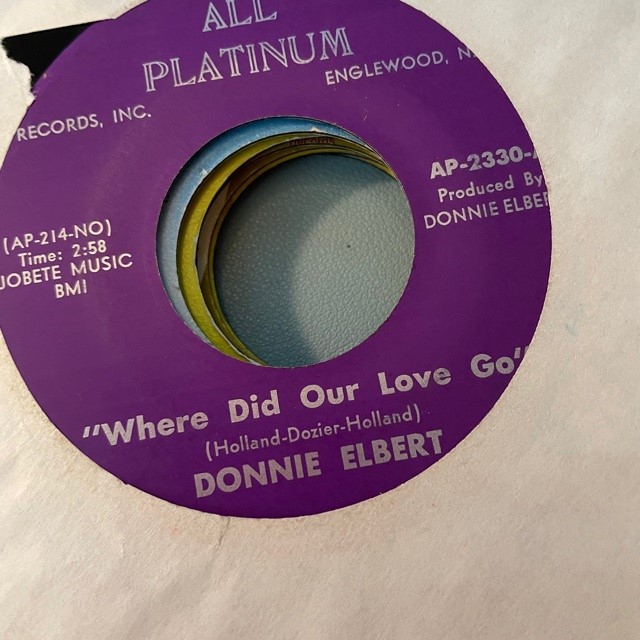 ALL
PLATINUM
RECORDS, INC.
ENGLEWOOD, N.
(AP-214-NO)
Time: 2:58
JOBETE MUSIC
BMI
AP-2330-
Produced By
DONNIE ELBER
"Where Did Our Love Go"
(Holland-Dozier-Holland)
DONNIE ELBERT